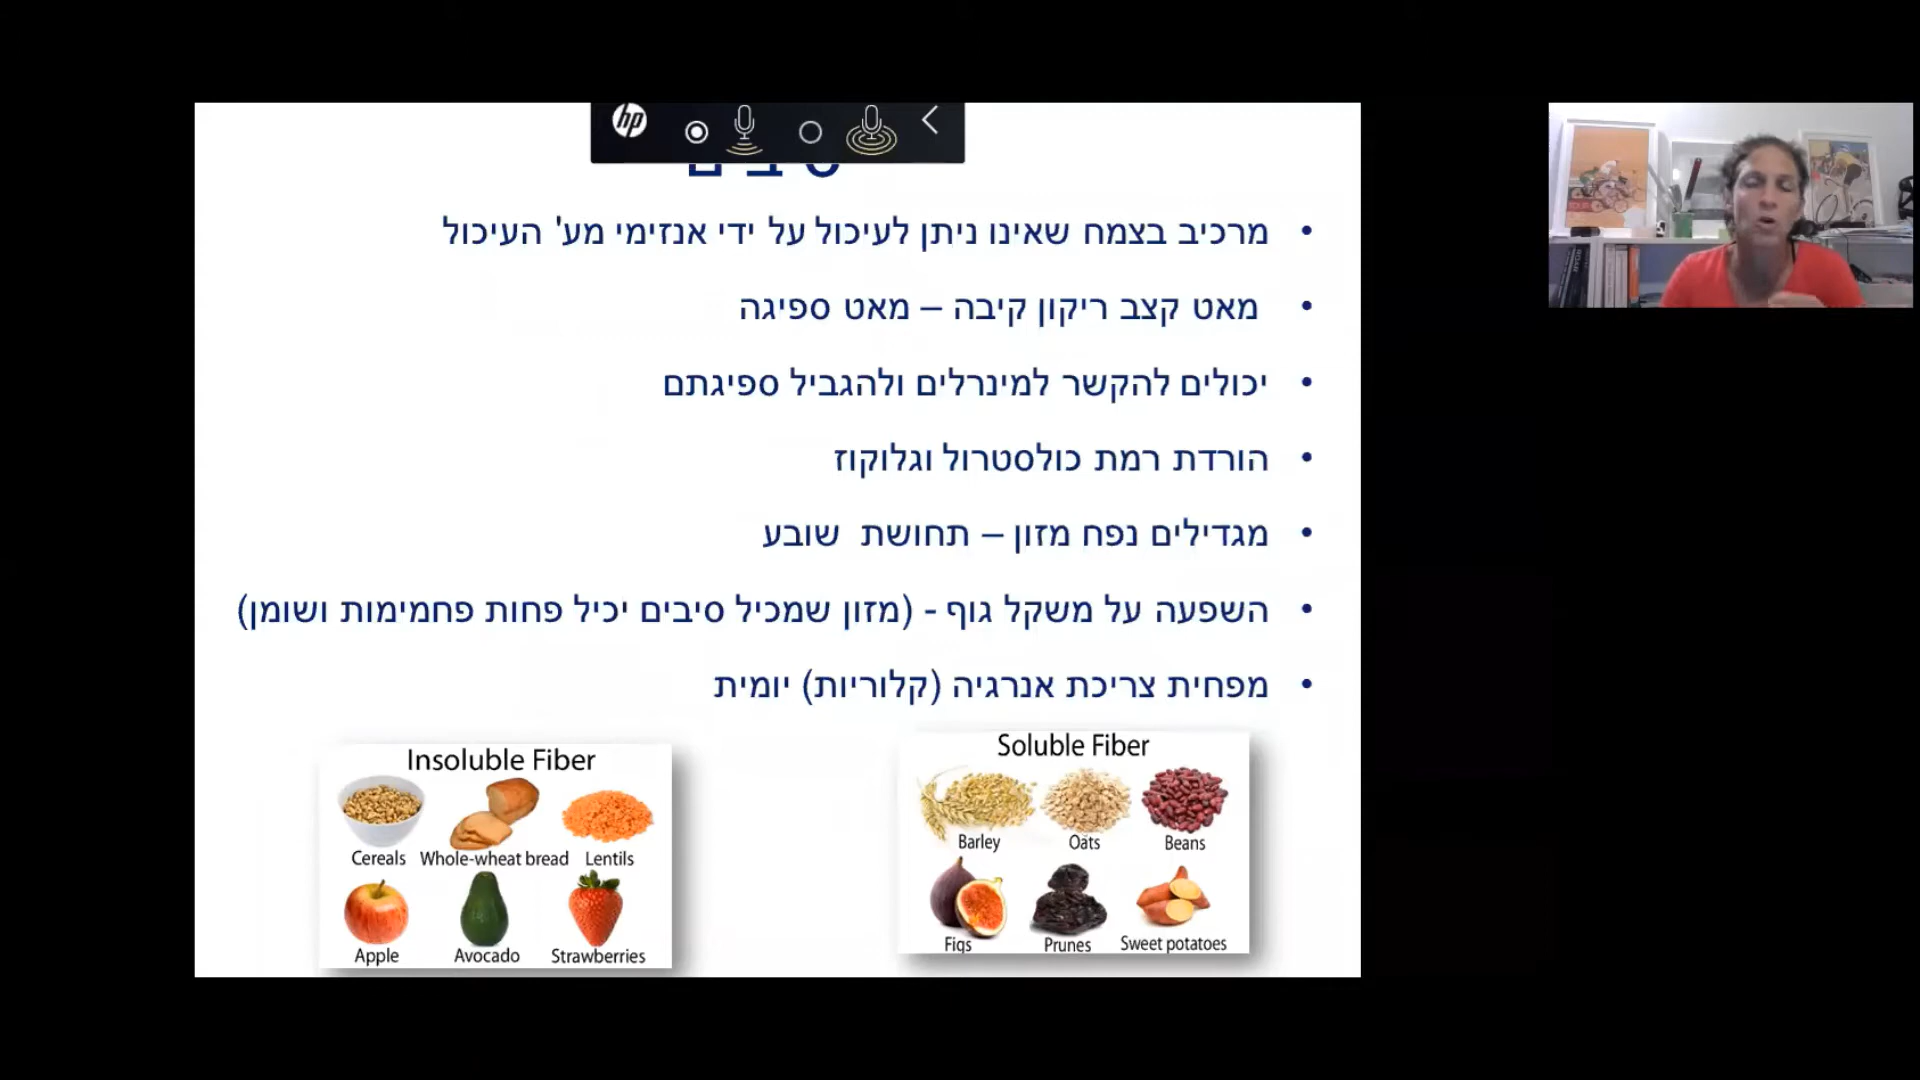 hp
מרכיב בצמח שאינו ניתן לעיכול על ידי אנזימי מע' העיכול
מאט קצב ריקון קיבה – מאט ספיגה
יכולים להקשר למינרלים ולהגביל ספיגתם
הורדת רמת כולסטרול וגלוקוז
מגדילים נפח מזון – תחושת שובע
השפעה על משקל גוף - (מזון שמכיל סיבים יכיל פחות פחמימות ושומן)
מפחית צריכת אנרגיה (קלוריות) יומית
Insoluble Fiber
Cereals Whole-wheat bread Lentils
Apple Avocado Strawberries
Soluble Fiber
Barley Oats Beans
Figs Prunes Sweet potatoes